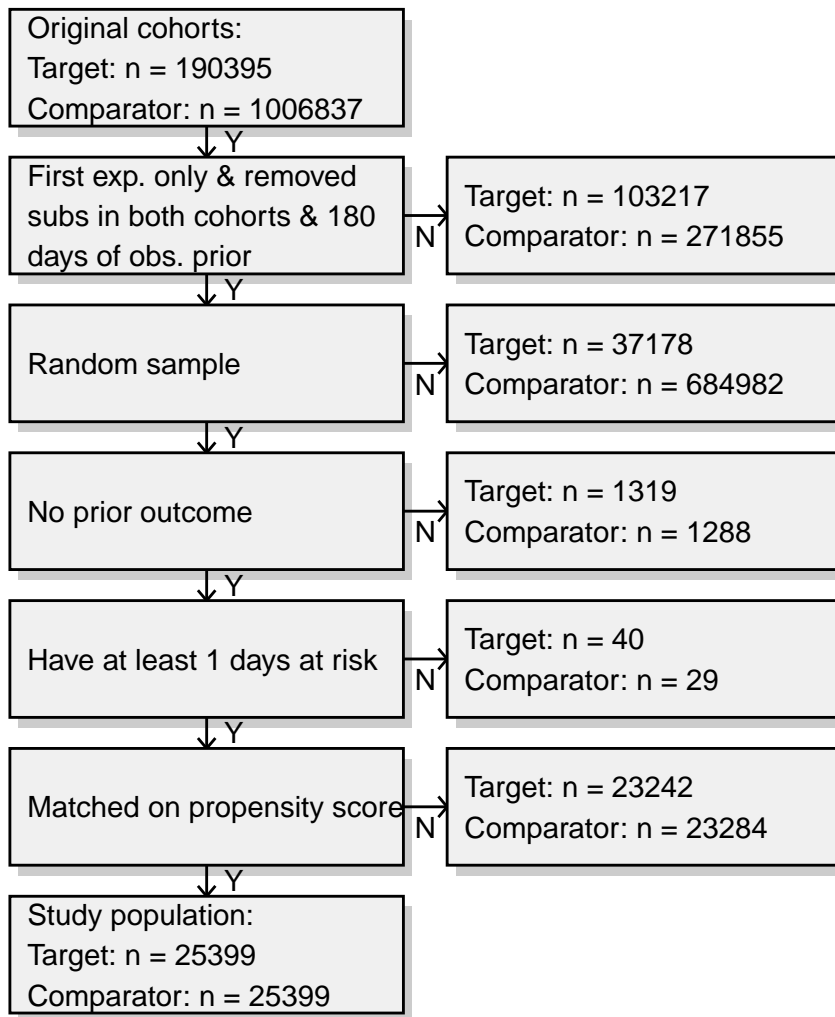 Original cohorts:
Target: n = 190395
Comparator: n = 1006837
Y
First exp. only & removed
subs in both cohorts & 180
days of obs. prior
N
Target: n = 103217
Comparator: n = 271855
Y
Random sample
N
Target: n = 37178
Comparator: n = 684982
Y
No prior outcome
N
Target: n = 1319
Comparator: n = 1288
Y
Have at least 1 days at risk
N
Target: n = 40
Comparator: n = 29
Y
Matched on propensity score
N
Target: n = 23242
Comparator: n = 23284
Y
Study population:
Target: n = 25399
Comparator: n = 25399